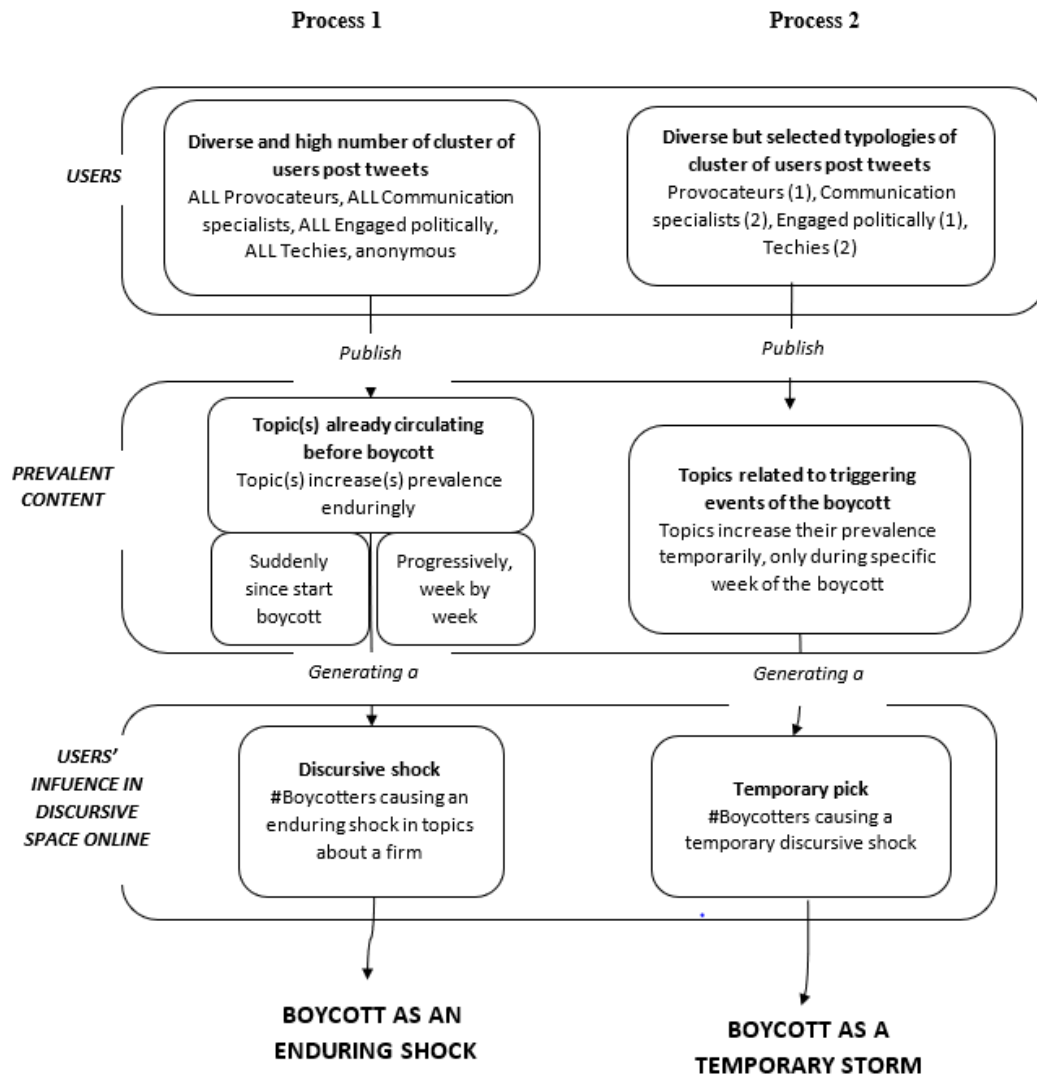 Process 1
Process 2
USERS
Diverse and high number of cluster of
users post tweets
ALL Provocateurs, ALL Communication
specialists, ALL Engaged politically,
ALL Techies, anonymous
Diverse but selected typologies of
cluster of users post tweets
Provocateurs (1), Communication
specialists (2), Engaged politically (1),
Techies (2)
Publish
Publish
PREVALENT
CONTENT
Topic(s) already circulating
before boycott
Topic(s) increase(s) prevalence
enduringly
Suddenly
since start
boycott
Progressively,
week by
week
Topics related to triggering
events of the boycott
Topics increase their prevalence
temporarily, only during specific
week of the boycott
Generating a
Generating a
USERS'
INFUENCE IN
DISCURSIVE
SPACE ONLINE
Discursive shock
#Boycotters causing an
enduring shock in topics
about a firm
Temporary pick
#Boycotters causing a
temporary discursive shock
BOYCOTT AS AN
ENDURING SHOCK
BOYCOTT AS A
TEMPORARY STORM